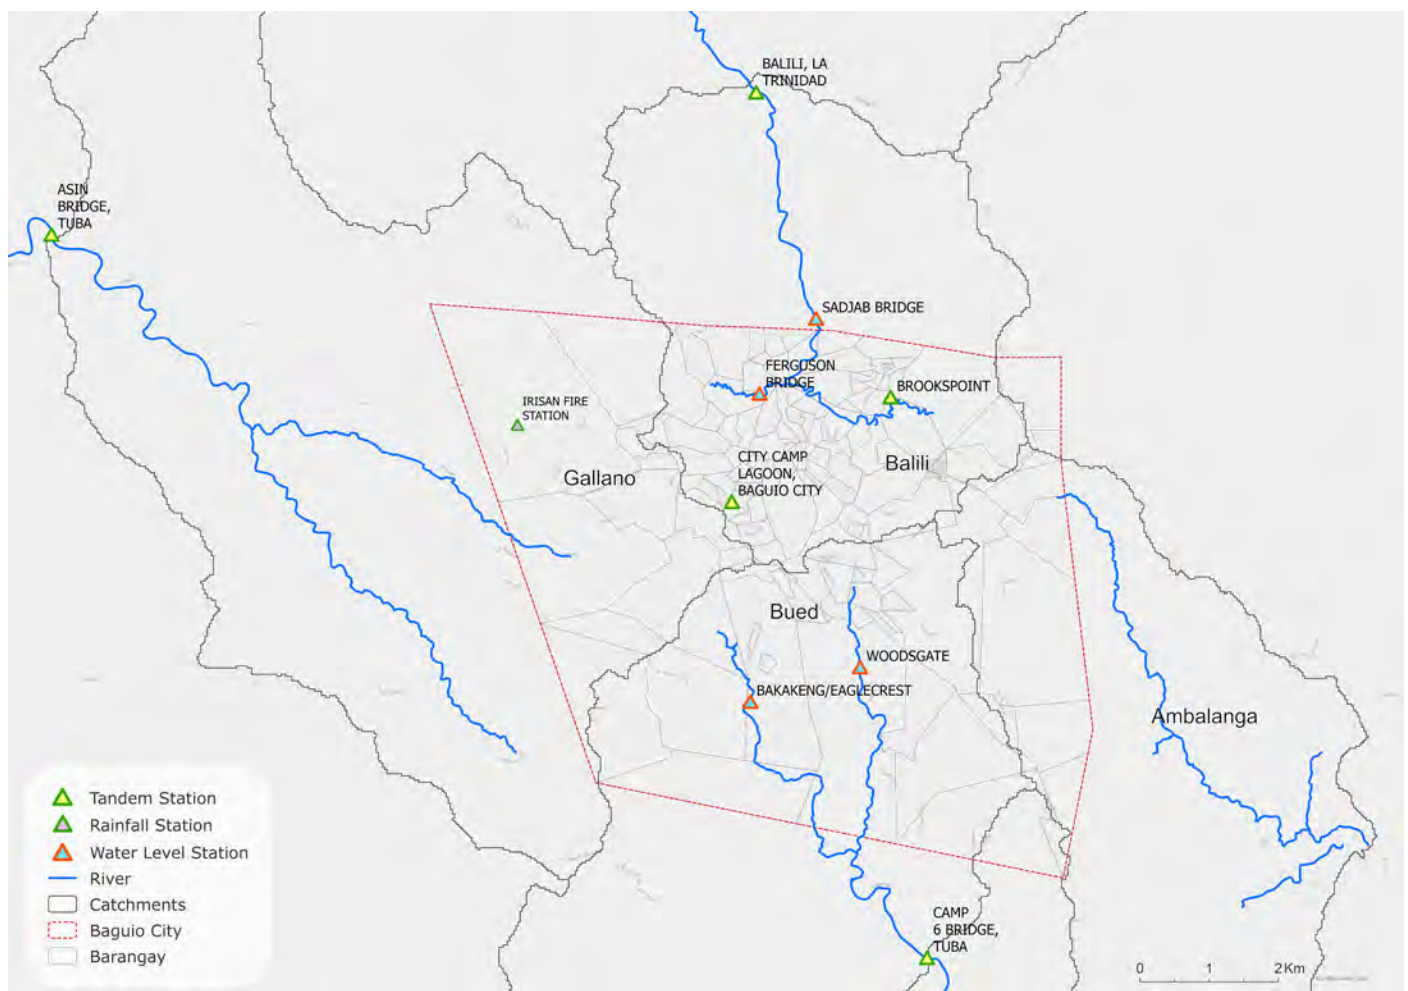 BALILI, LA
TRINIDAD
ASIN
BRIDGE,
TUBA
SADJAB BRIDGE
FERGUSON
BRIDGE
BROOKSPOINT
IRISAN FIRE
STATION
CITY CAMP
LAGOON,
BAGUIO CITY
Balili
Gallano
Bued
WOODSGATE
BAKAKENG/EAGLECREST
Ambalanga
Tandem Station
Rainfall Station
Water Level Station
River
Catchments
Baguio City
Barangay
CAMP
6 BRIDGE,
TUBA
0 1 2 Km